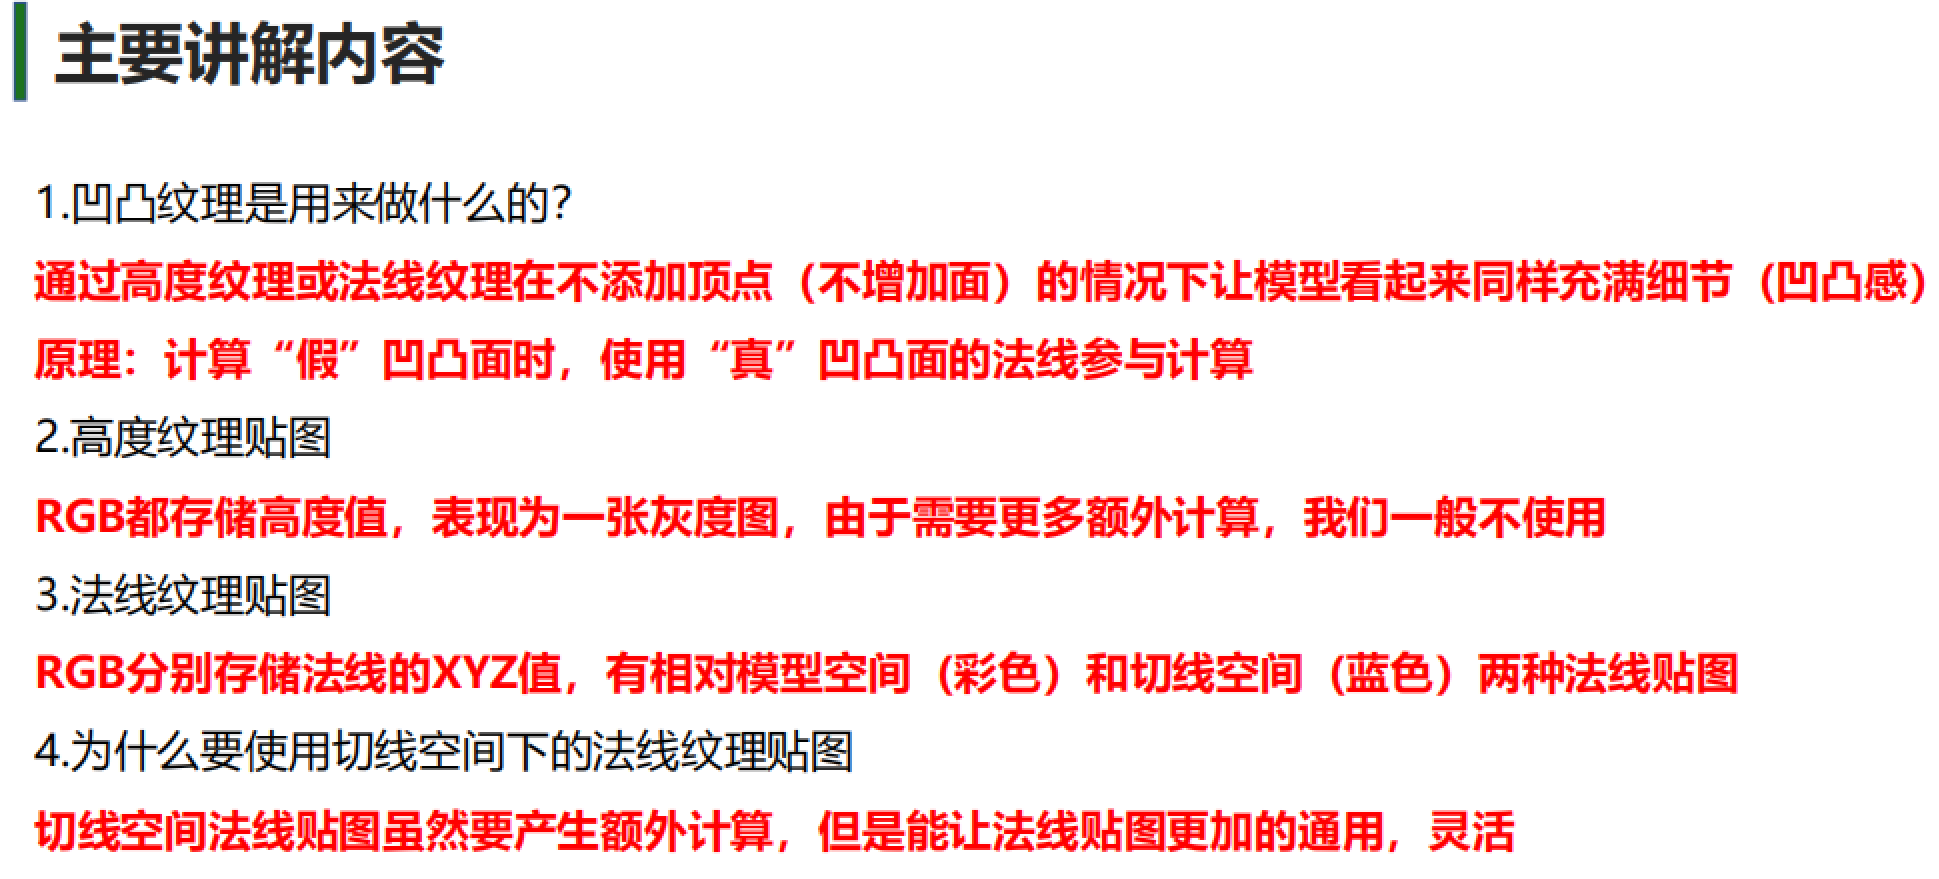 主要讲解内容
1.凹凸纹理是用来做什么的？
通过高度纹理或法线纹理在不添加顶点（不增加面）的情况下让模型看起来同样充满细节（凹凸感）
原理：计算“假”凹凸面时，使用“真”凹凸面的法线参与计算
2.高度纹理贴图
RGB都存储高度值，表现为一张灰度图，由于需要更多额外计算，我们一般不使用
3.法线纹理贴图
RGB分别存储法线的XYZ值，有相对模型空间（彩色）和切线空间（蓝色）两种法线贴图
4.为什么要使用切线空间下的法线纹理贴图
切线空间法线贴图虽然要产生额外计算，但是能让法线贴图更加的通用，灵活